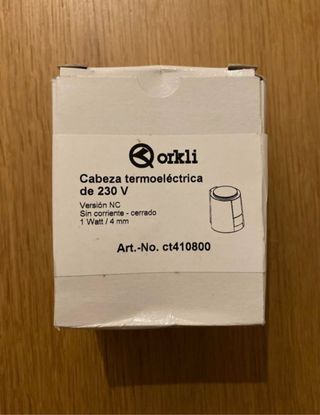 orkli
Cabeza termoeléctrica
de 230 V
Versión NC
Sin corriente - cerrado
1 Watt / 4 mm
Art.-No. ct410800